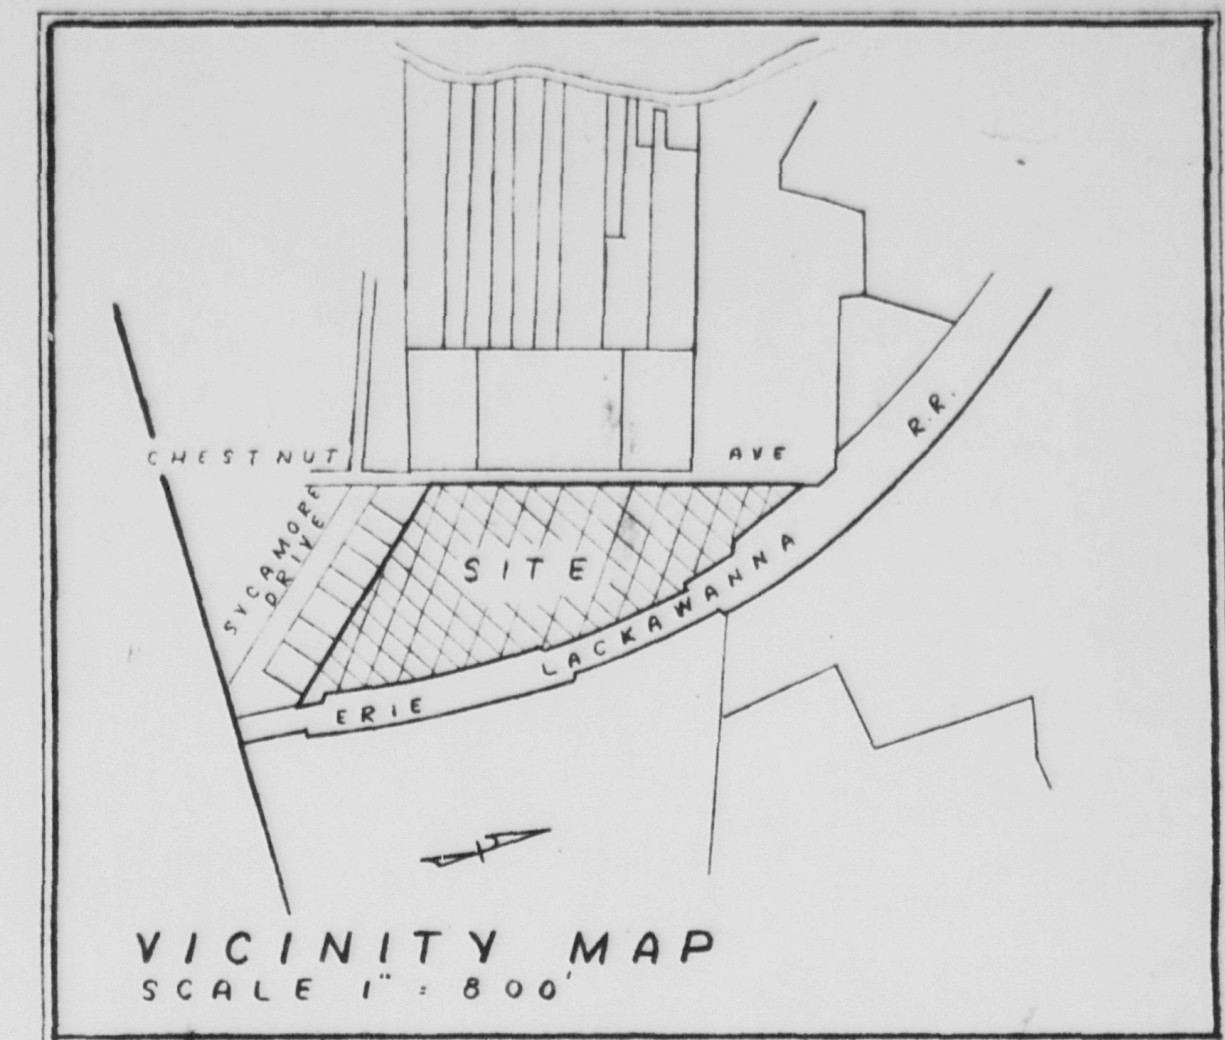 CHESTNUT AVE
SYCAMORE
DRIVE
SITE
ERIE LACKAWANNA R.R.
VICINITY MAP
SCALE 1" = 800'